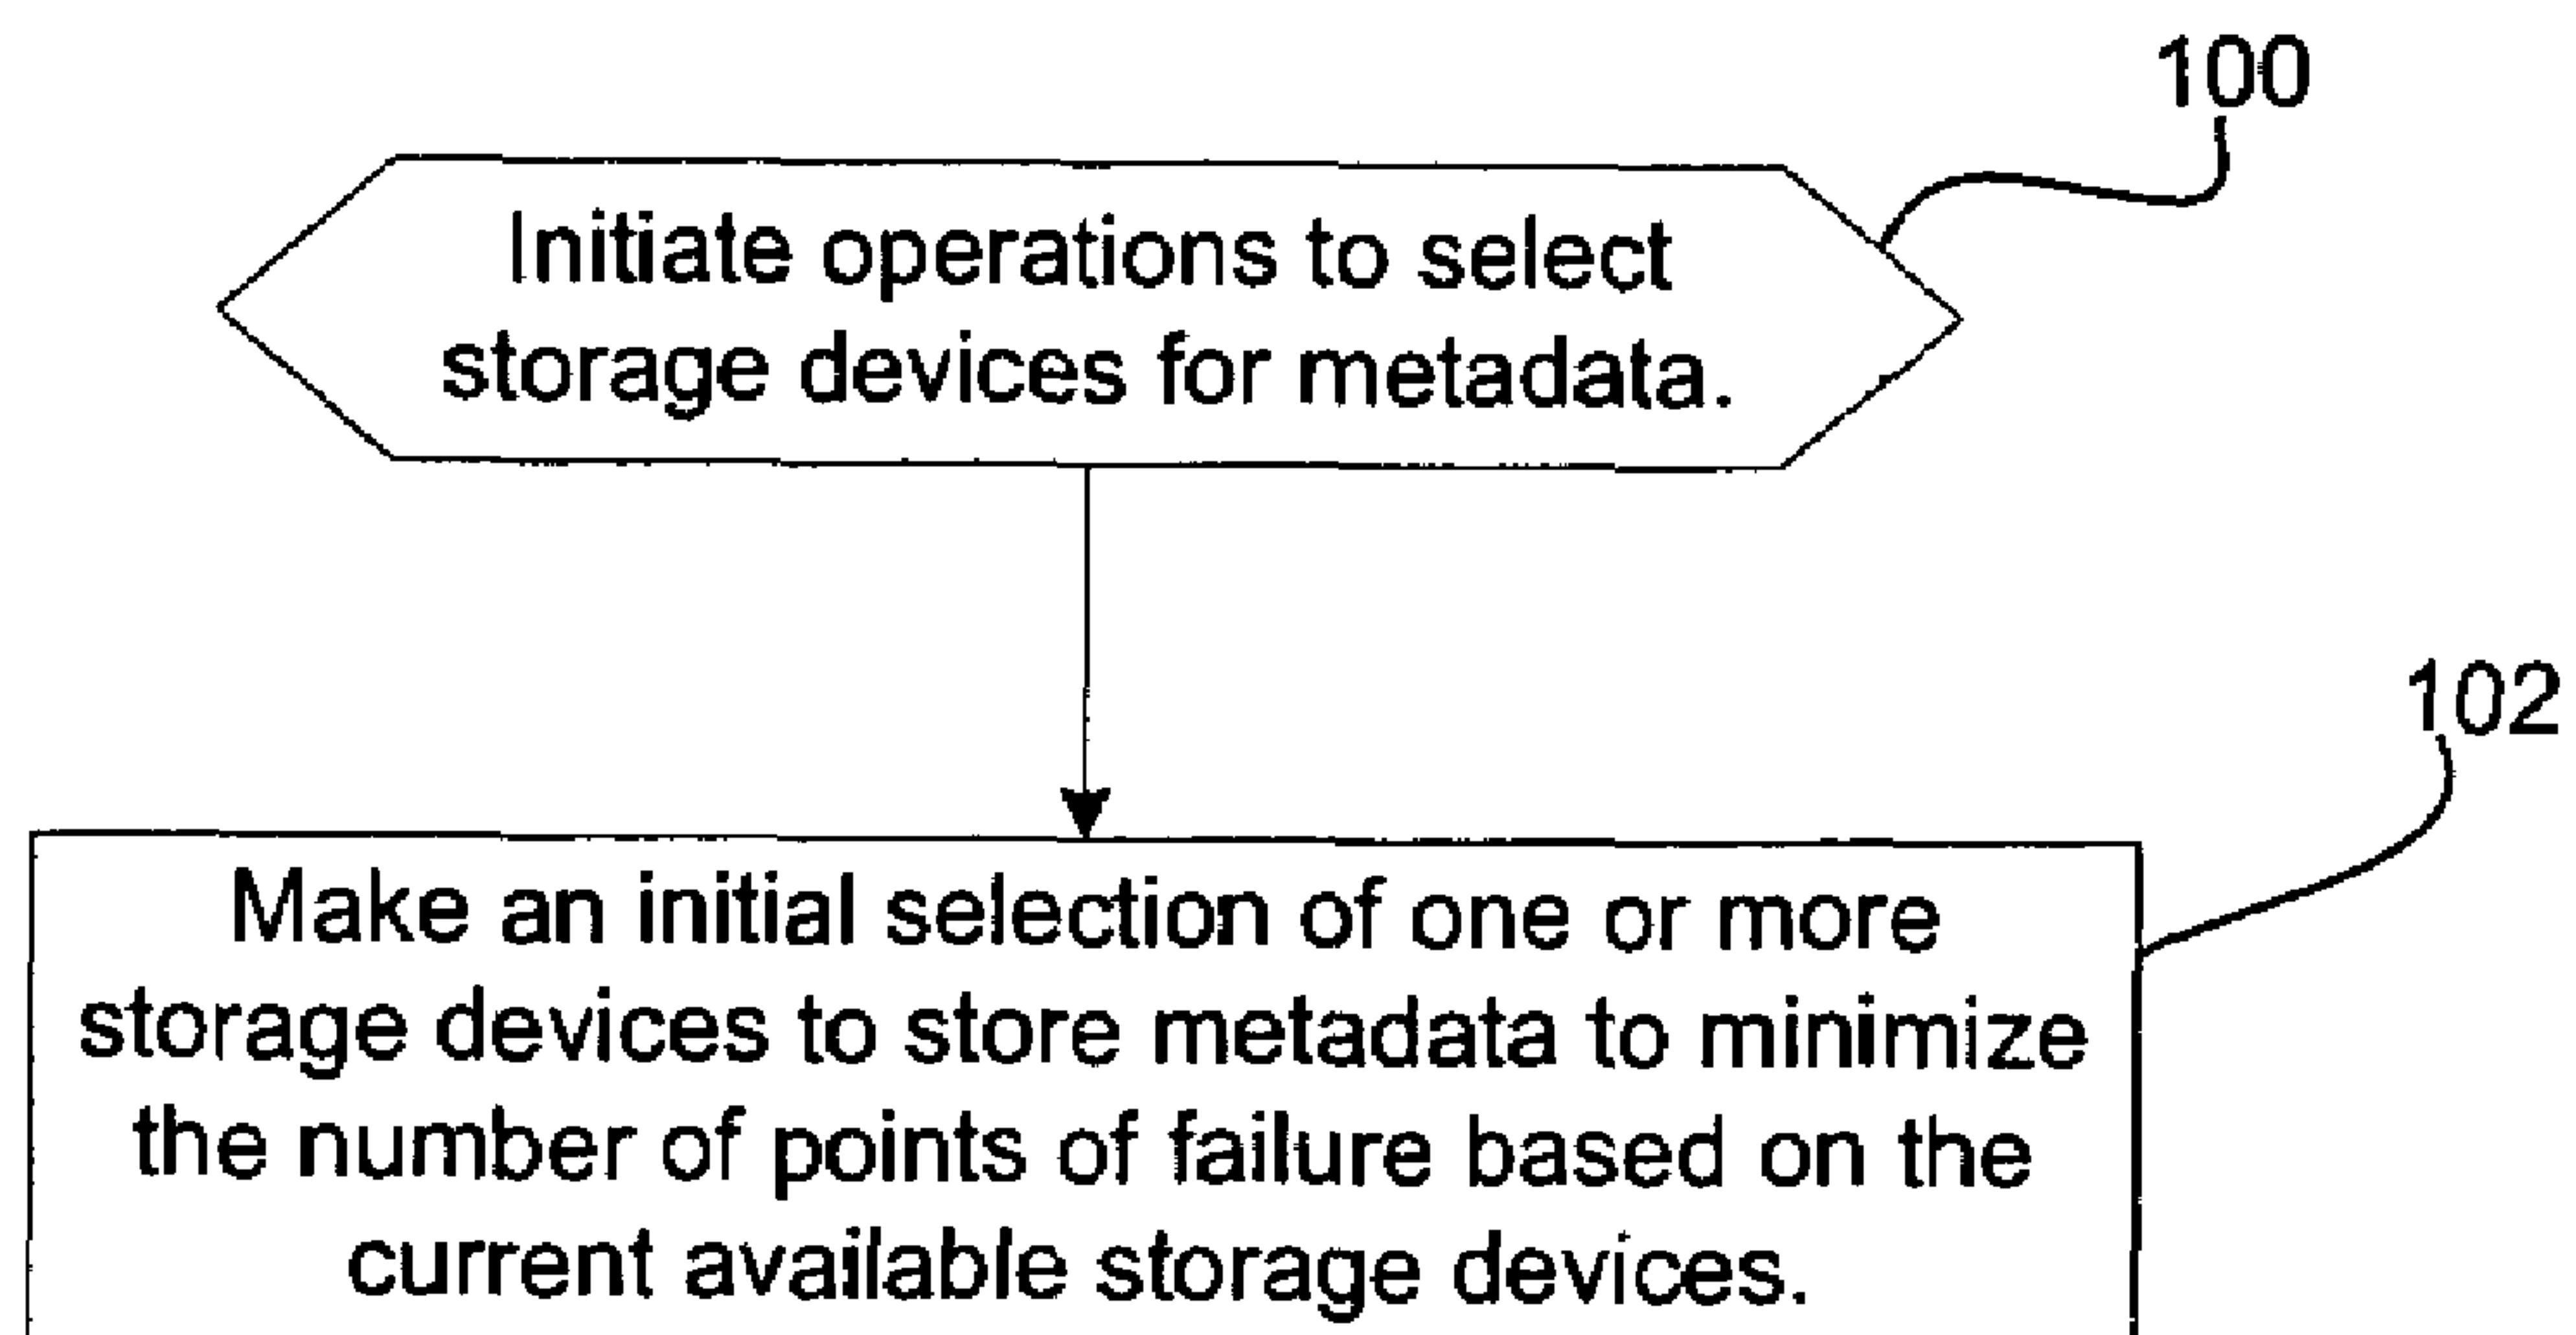 100
Initiate operations to select
storage devices for metadata.
102
Make an initial selection of one or more
storage devices to store metadata to minimize
the number of points of failure based on the
current available storage devices.